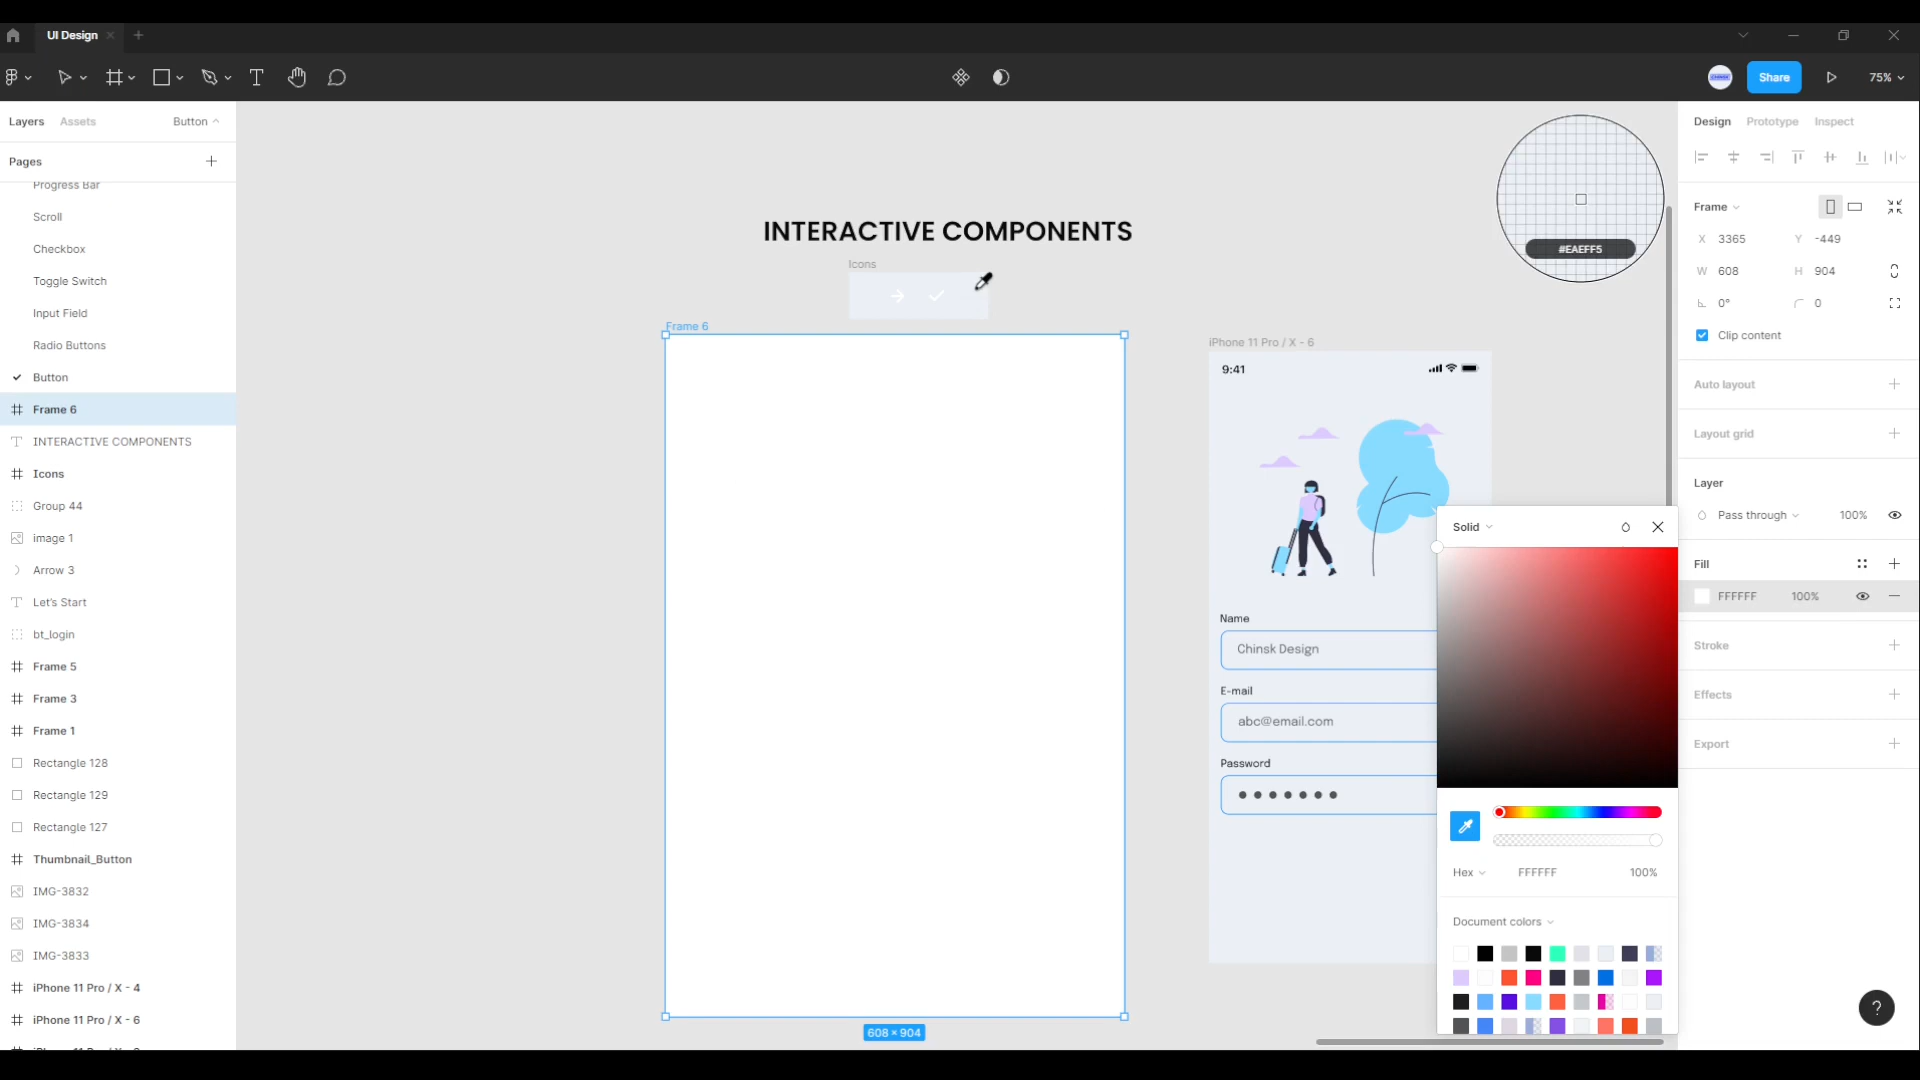 UI Design
Share
75%
Layers
Assets
Button
Pages
Progress Bar
Scroll
Checkbox
Toggle Switch
Input Field
Radio Buttons
Button
Frame 6
INTERACTIVE COMPONENTS
Icons
Group 44
image 1
Arrow 3
Let's Start
bt_login
Frame 5
Frame 3
Frame 1
Rectangle 128
Rectangle 129
Rectangle 127
Thumbnail_Button
IMG-3832
IMG-3834
IMG-3833
iPhone 11 Pro / X - 4
iPhone 11 Pro / X - 6
INTERACTIVE COMPONENTS
Icons
Frame 6
608 × 904
#EAEFF5
iPhone 11 Pro / X - 6
9:41
Name
Chinsk Design
E-mail
abc@email.com
Password
Solid
Hex
FFFFFF
100%
Document colors
Design
Prototype
Inspect
Frame
X
3365
Y
-449
W
608
H
904
0°
0
Clip content
Auto layout
Layout grid
Layer
Pass through
100%
Fill
FFFFFF
100%
Stroke
Effects
Export
?